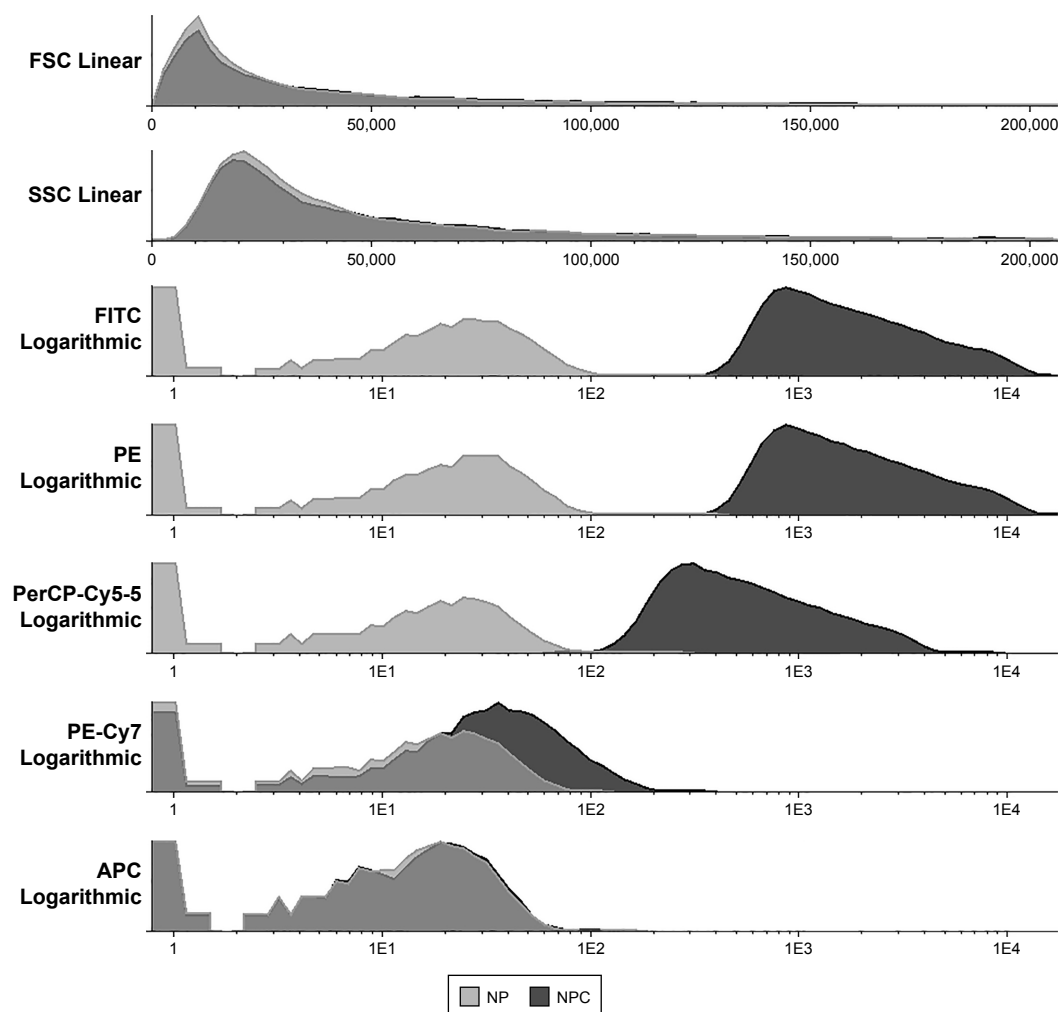 FSC Linear
0 50,000 100,000 150,000 200,000
SSC Linear
0 50,000 100,000 150,000 200,000
FITC
Logarithmic
1 1E1 1E2 1E3 1E4
PE
Logarithmic
1 1E1 1E2 1E3 1E4
PerCP-Cy5-5
Logarithmic
1 1E1 1E2 1E3 1E4
PE-Cy7
Logarithmic
1 1E1 1E2 1E3 1E4
APC
Logarithmic
1 1E1 1E2 1E3 1E4
NP NPC